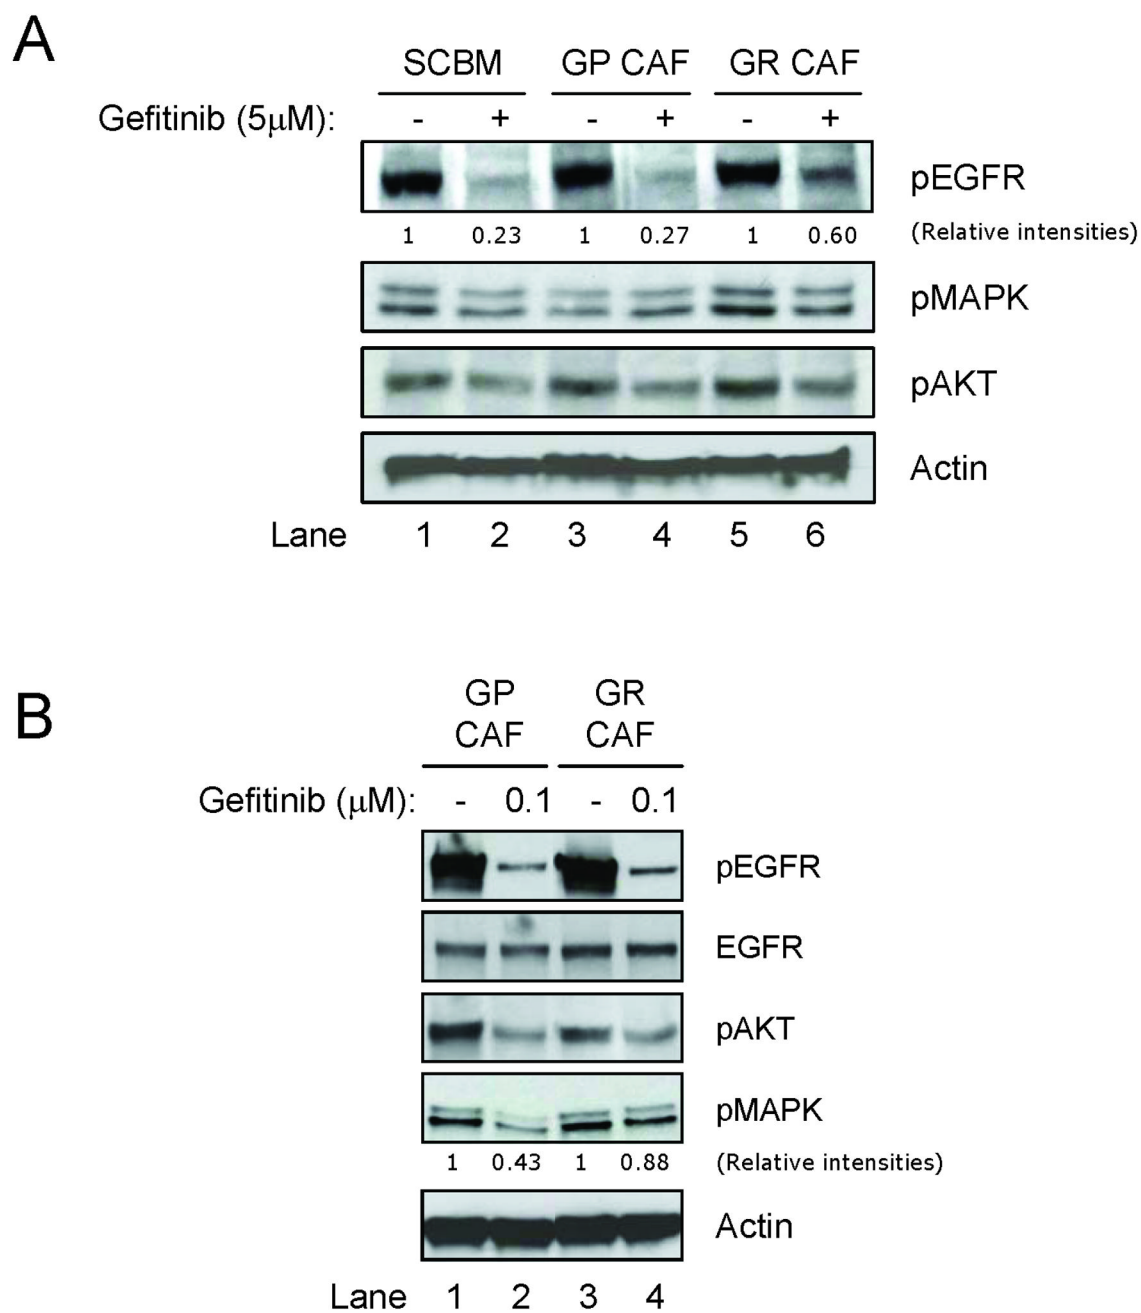 A
SCBM GP CAF GR CAF
Gefitinib (5μM): - + - + - +
pEGFR
1 0.23 1 0.27 1 0.60 (Relative intensities)
pMAPK
pAKT
Actin
Lane 1 2 3 4 5 6
B
GP GR
CAF CAF
Gefitinib (μM): - 0.1 - 0.1
pEGFR
EGFR
pAKT
pMAPK
1 0.43 1 0.88 (Relative intensities)
Actin
Lane 1 2 3 4